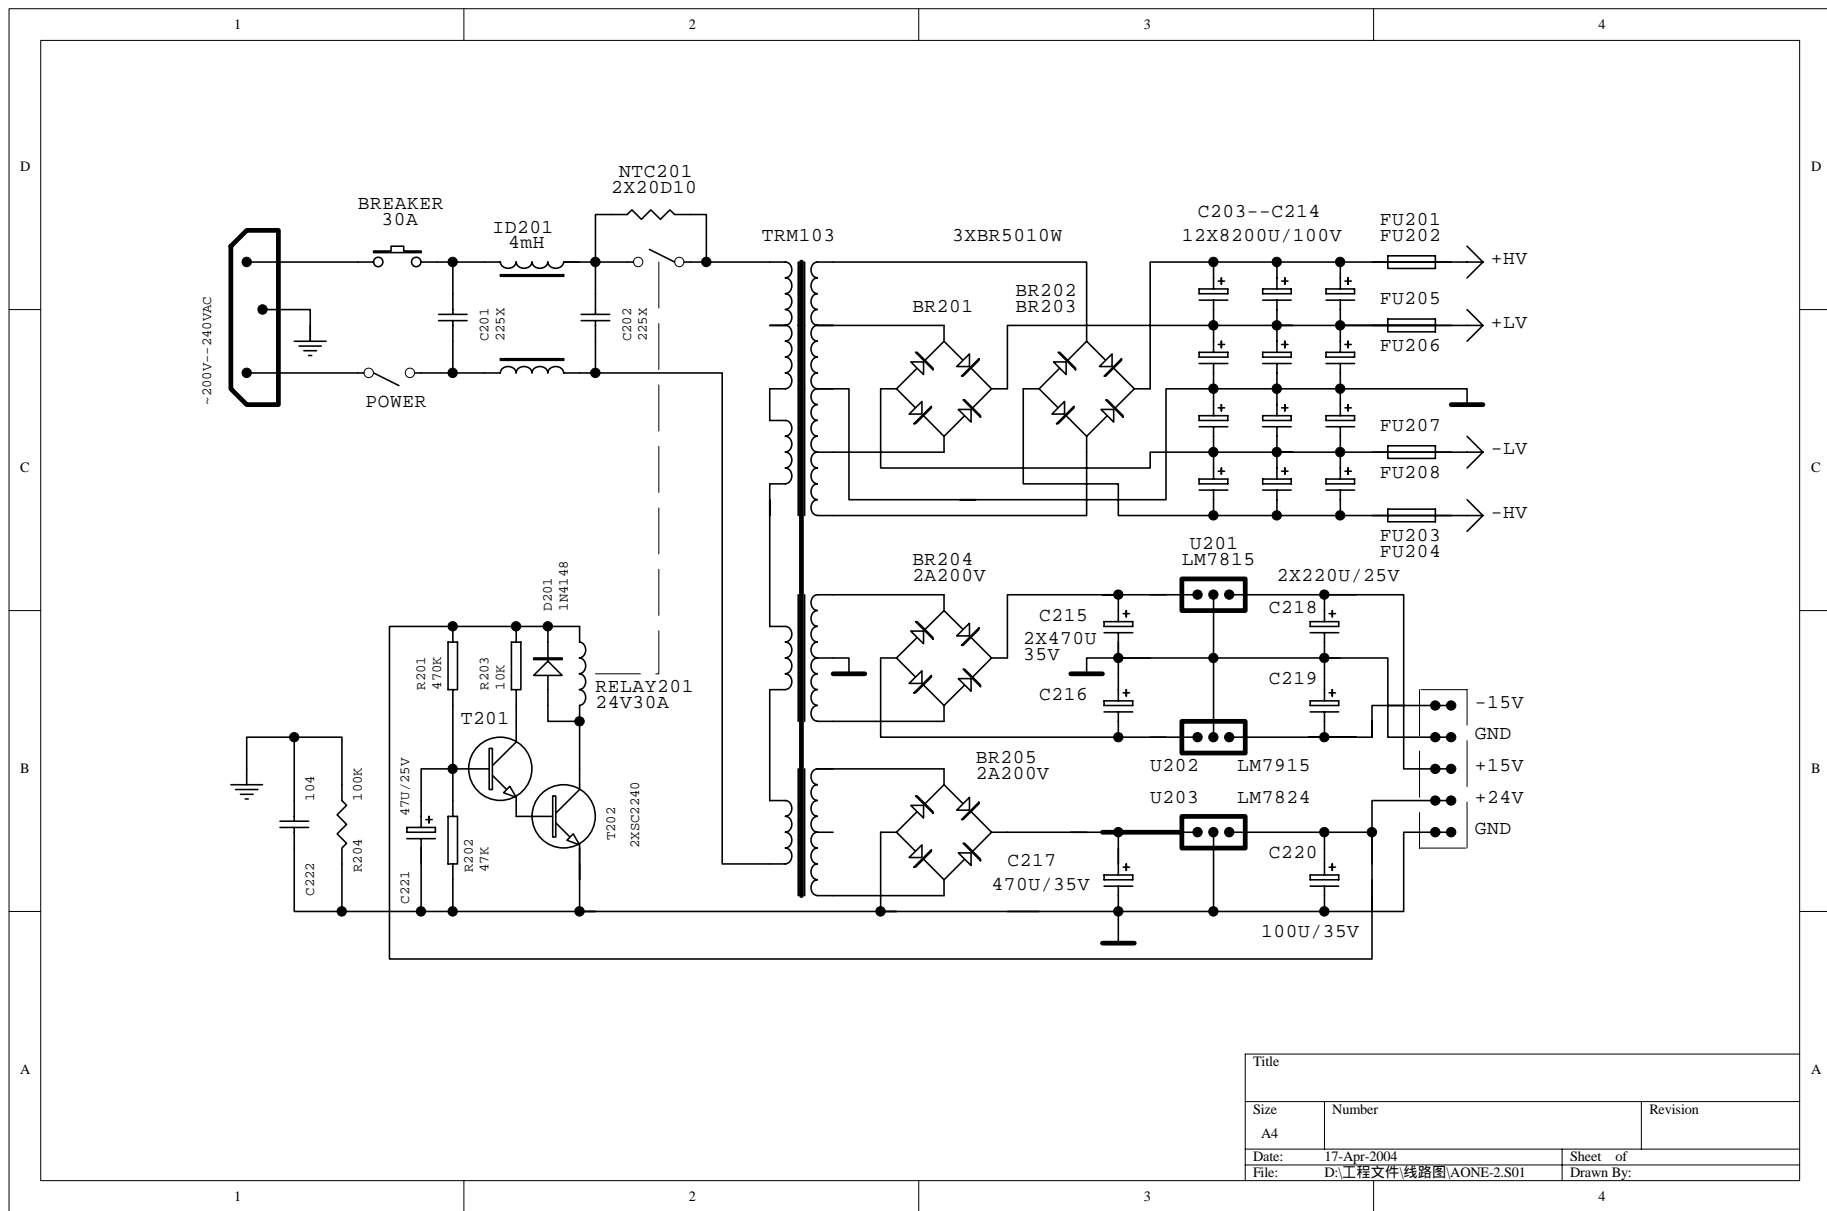 1 2 3 4
D D
NTC201
2X20D10
BREAKER
30A
ID201
4mH
TRM103
3XBR5010W
C203--C214
12X8200U/100V
FU201
FU202
+HV
BR202
BR203
BR201
FU205
+LV
FU206
~200V--240VAC
C201
225X
C202
225X
POWER
FU207
-LV
FU208
C C
-HV
FU203
FU204
U201
LM7815
BR204
2A200V
2X220U/25V
D201
1N4148
C215
2X470U
35V
C218
R201
470K
R203
10K
RELAY201
24V30A
C216
C219
T201
-15V
GND
+15V
+24V
GND
BR205
2A200V
U202 LM7915
U203 LM7824
B B
104
100K
47U/25V
T202
2XSC2240
C222
R204
C221
R202
47K
C217
470U/35V
C220
100U/35V
A A
Title
Size
A4
Number
Revision
Date: 17-Apr-2004 Sheet of
File: D:\工程文件\线路图\AONE-2.S01 Drawn By:
1 2 3 4